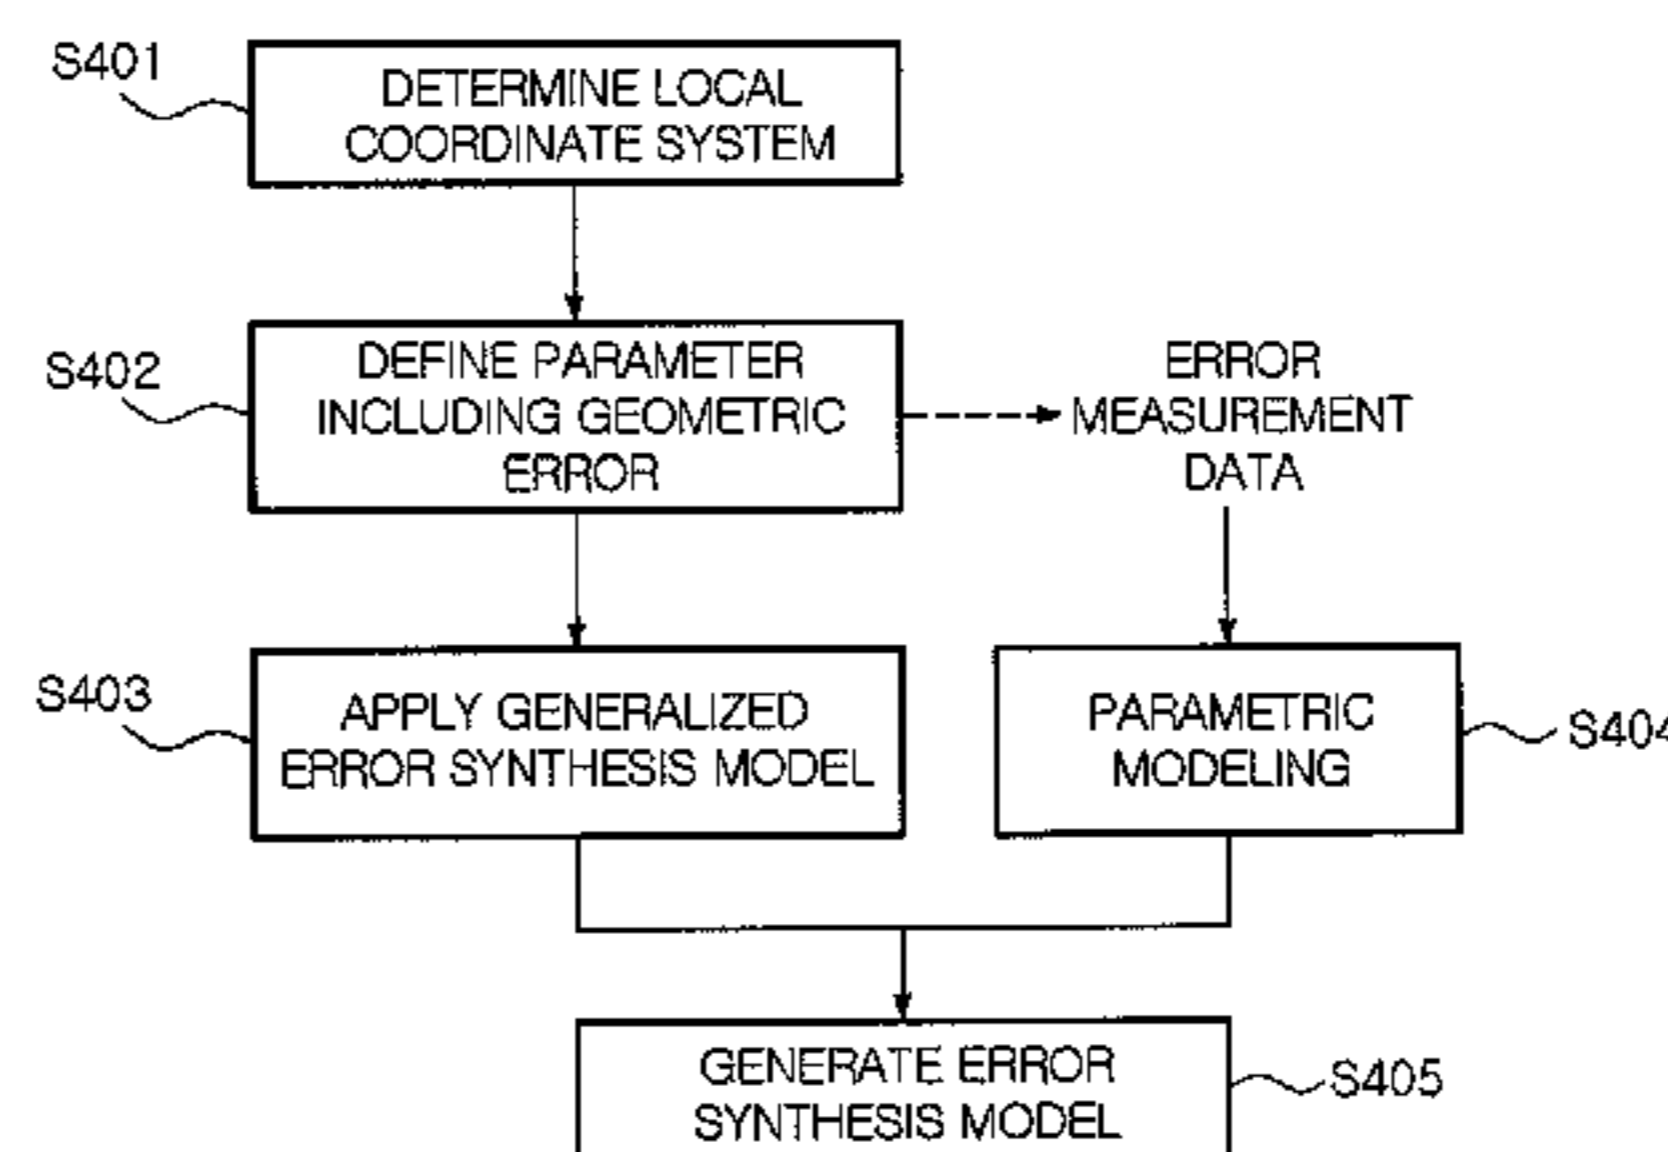 S401
DETERMINE LOCAL
COORDINATE SYSTEM
S402
DEFINE PARAMETER
INCLUDING GEOMETRIC
ERROR
ERROR
MEASUREMENT
DATA
S403
APPLY GENERALIZED
ERROR SYNTHESIS MODEL
PARAMETRIC
MODELING
S404
GENERATE ERROR
SYNTHESIS MODEL
S405